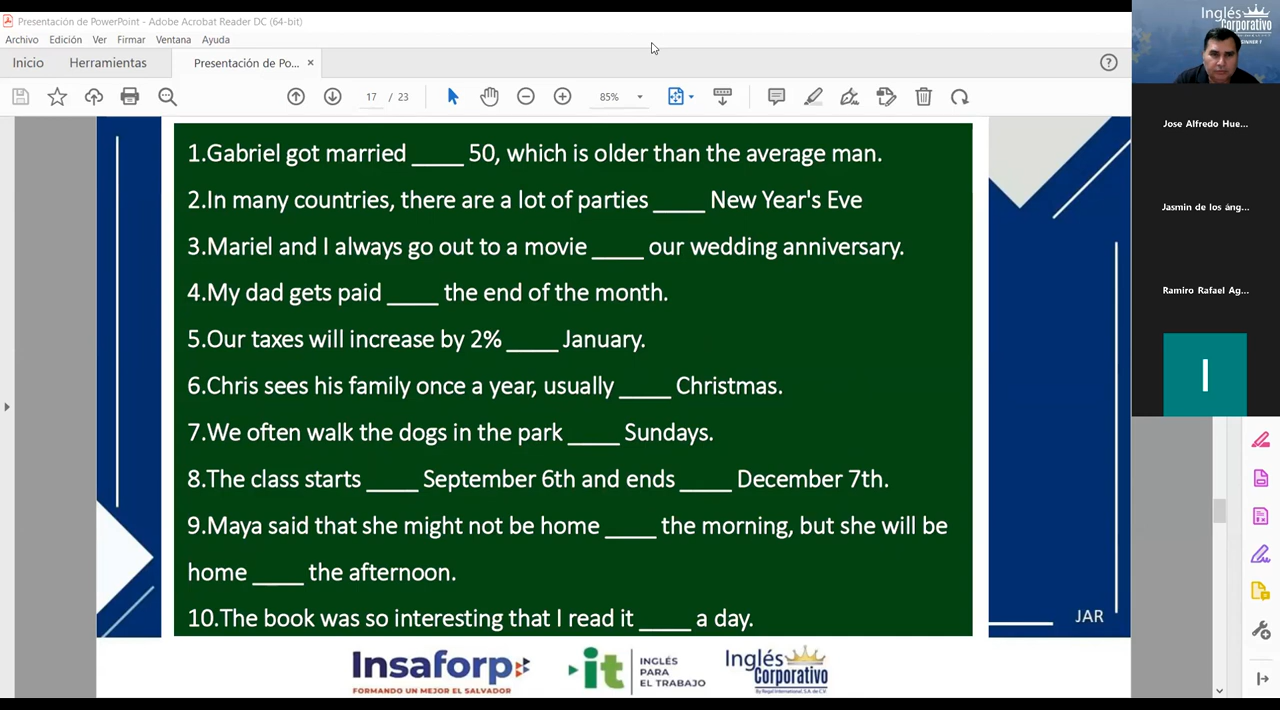 Presentación de PowerPoint - Adobe Acrobat Reader DC (64-bit)
Archivo Edición Ver Firmar Ventana Ayuda
Inicio Herramientas Presentación de Po... ×
17 / 23 85%
1.Gabriel got married ____ 50, which is older than the average man.
2.In many countries, there are a lot of parties ____ New Year's Eve
3.Mariel and I always go out to a movie ____ our wedding anniversary.
4.My dad gets paid ____ the end of the month.
5.Our taxes will increase by 2% ____ January.
6.Chris sees his family once a year, usually ____ Christmas.
7.We often walk the dogs in the park ____ Sundays.
8.The class starts ____ September 6th and ends ____ December 7th.
9.Maya said that she might not be home ____ the morning, but she will be
home ____ the afternoon.
10.The book was so interesting that I read it ____ a day.
JAR
Insaforp
FORMANDO UN MEJOR EL SALVADOR
it
INGLÉS
PARA
EL TRABAJO
Inglés
Corporativo
By Regal International, S.A. de C.V.
Inglés
Corporativo
Jose Alfredo Hue...
Jasmin de los áng...
Ramiro Rafael Ag...
I